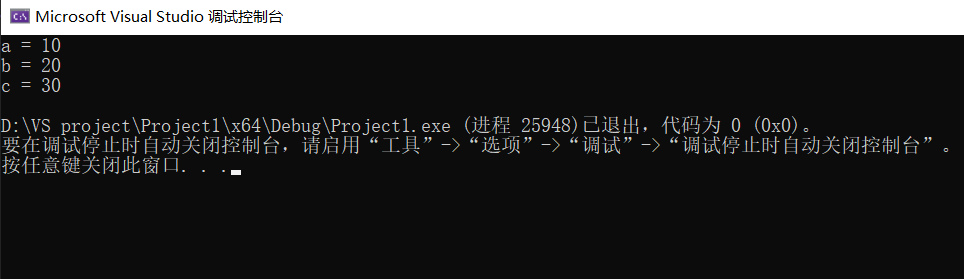 Microsoft Visual Studio 调试控制台
a = 10
b = 20
c = 30
D:\VS project\Project1\x64\Debug\Project1.exe (进程 25948)已退出，代码为 0 (0x0)。
要在调试停止时自动关闭控制台，请启用“工具”->“选项”->“调试”->“调试停止时自动关闭控制台”。
按任意键关闭此窗口. . .